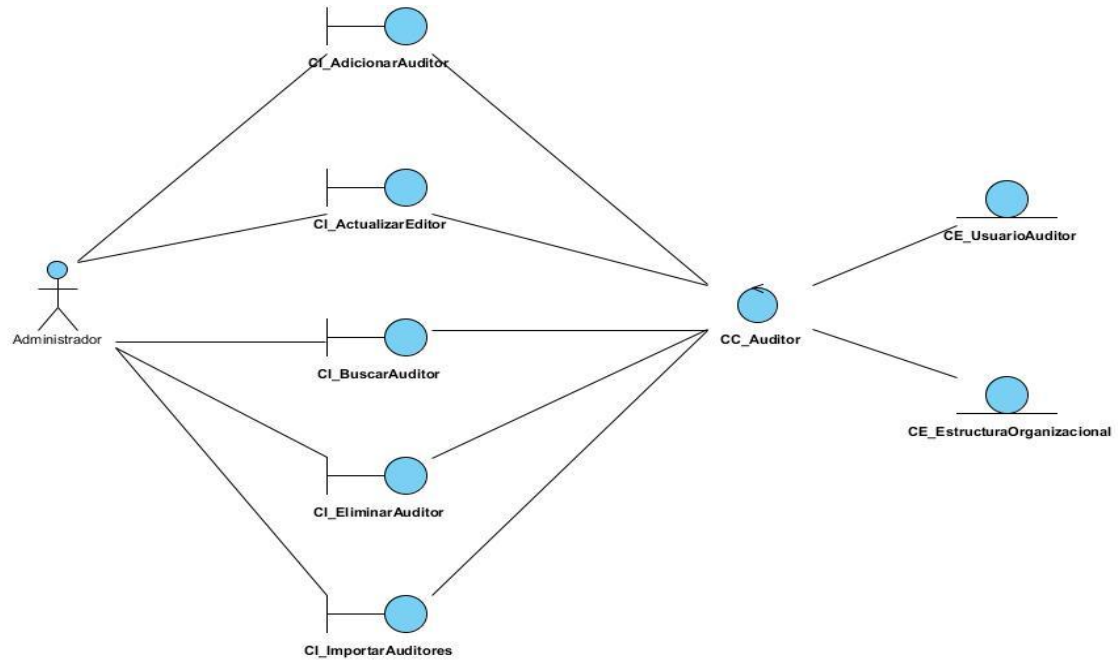 CI_AdicionarAuditor
CI_ActualizarEditor
CE_UsuarioAuditor
Administrador
CC_Auditor
CI_BuscarAuditor
CE_EstructuraOrganizacional
CI_EliminarAuditor
CI_ImportarAuditores